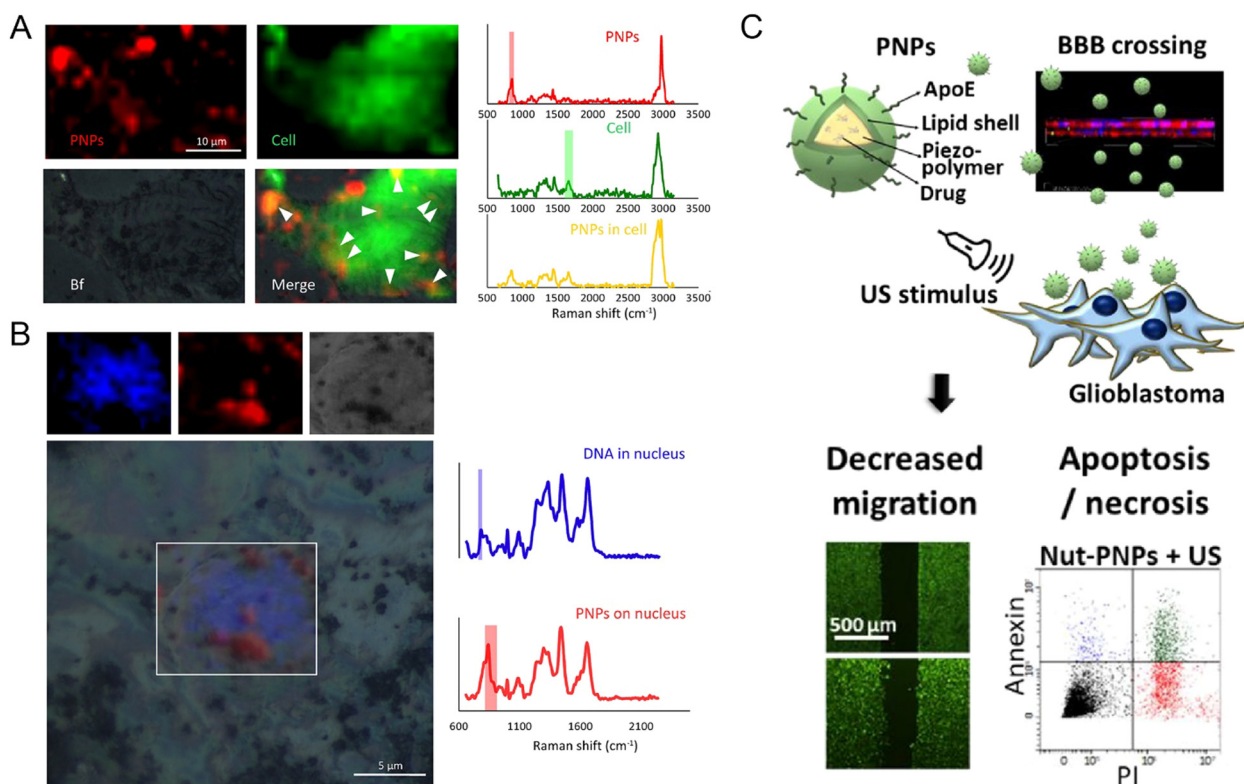 A
PNPs
10 µm
Cell
Bf
Merge
PNPs
500 1000 1500 2000 2500 3000 3500
Cell
500 1000 1500 2000 2500 3000 3500
PNPs in cell
500 1000 1500 2000 2500 3000 3500
Raman shift (cm⁻¹)
B
5 µm
DNA in nucleus
PNPs on nucleus
600 1100 1600 2100
Raman shift (cm⁻¹)
C
PNPs
ApoE
Lipid shell
Piezo-
polymer
Drug
BBB crossing
US stimulus
Glioblastoma
Decreased
migration
500 µm
Apoptosis
/ necrosis
Nut-PNPs + US
Annexin
PI